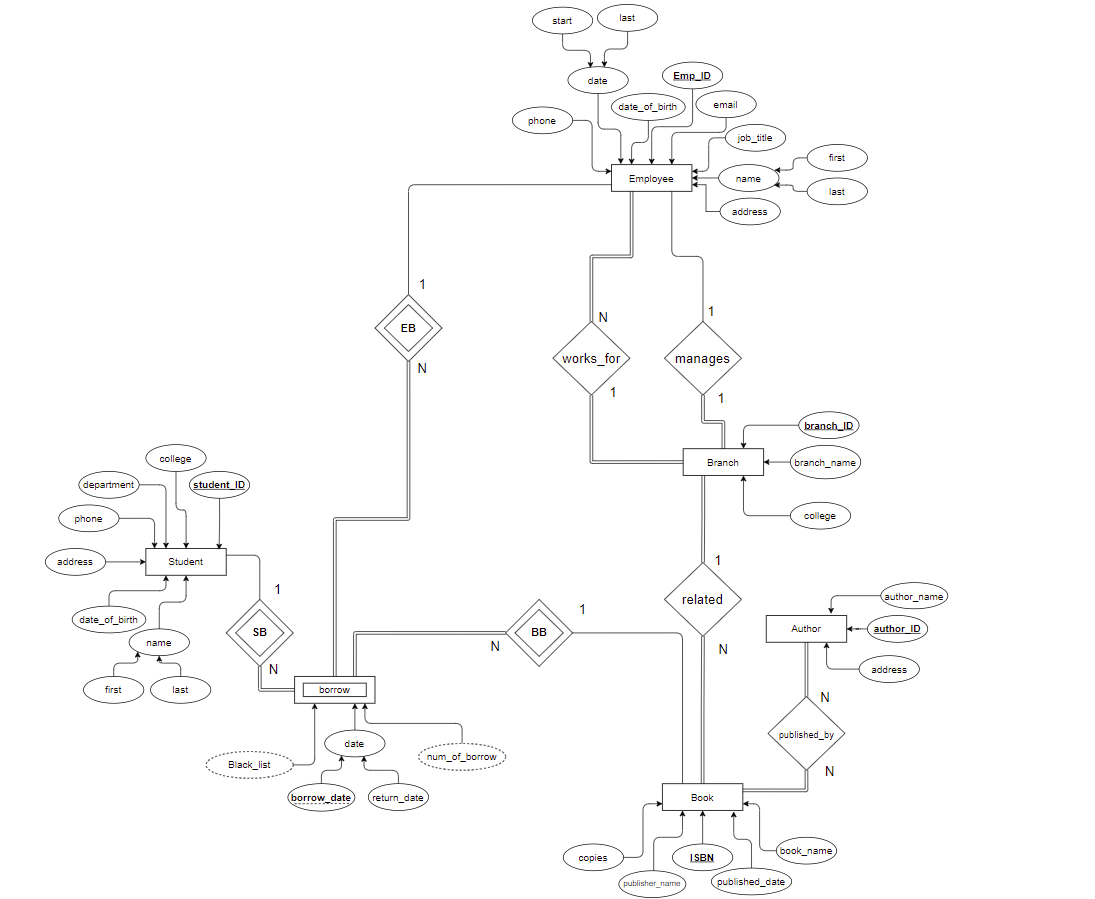 start
last
date
Emp_ID
date_of_birth
email
phone
job_title
first
Employee
name
last
address
1
EB
N
N
1
works_for
manages
1
1
branch_ID
Branch
branch_name
college
college
department
student_ID
phone
address
Student
date_of_birth
name
first
last
1
SB
N
1
BB
N
borrow
Black_list
date
num_of_borrow
borrow_date
return_date
1
related
N
author_name
Author
author_ID
address
N
published_by
N
Book
copies
publisher_name
ISBN
published_date
book_name